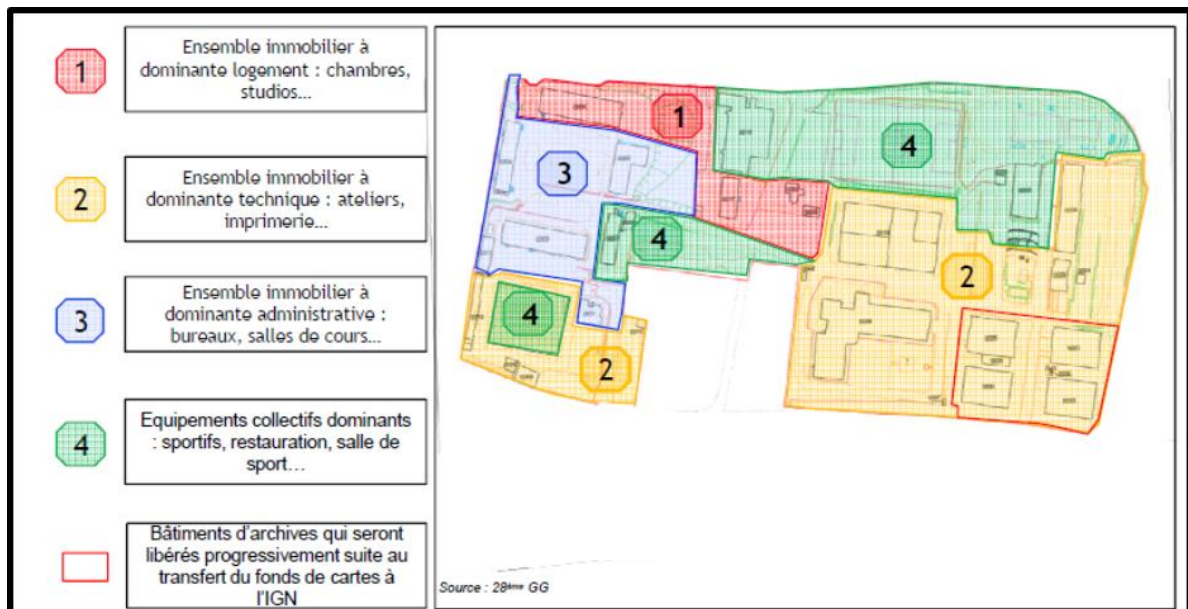 1
Ensemble immobilier à
dominante logement : chambres,
studios...
2
Ensemble immobilier à
dominante technique : ateliers,
imprimerie...
3
Ensemble immobilier à
dominante administrative :
bureaux, salles de cours...
4
Equipements collectifs dominants
: sportifs, restauration, salle de
sport…
Bâtiments d'archives qui seront
libérés progressivement suite au
transfert du fonds de cartes à
l'IGN
1
4
3
4
2
4
2
Source : 28ème GG